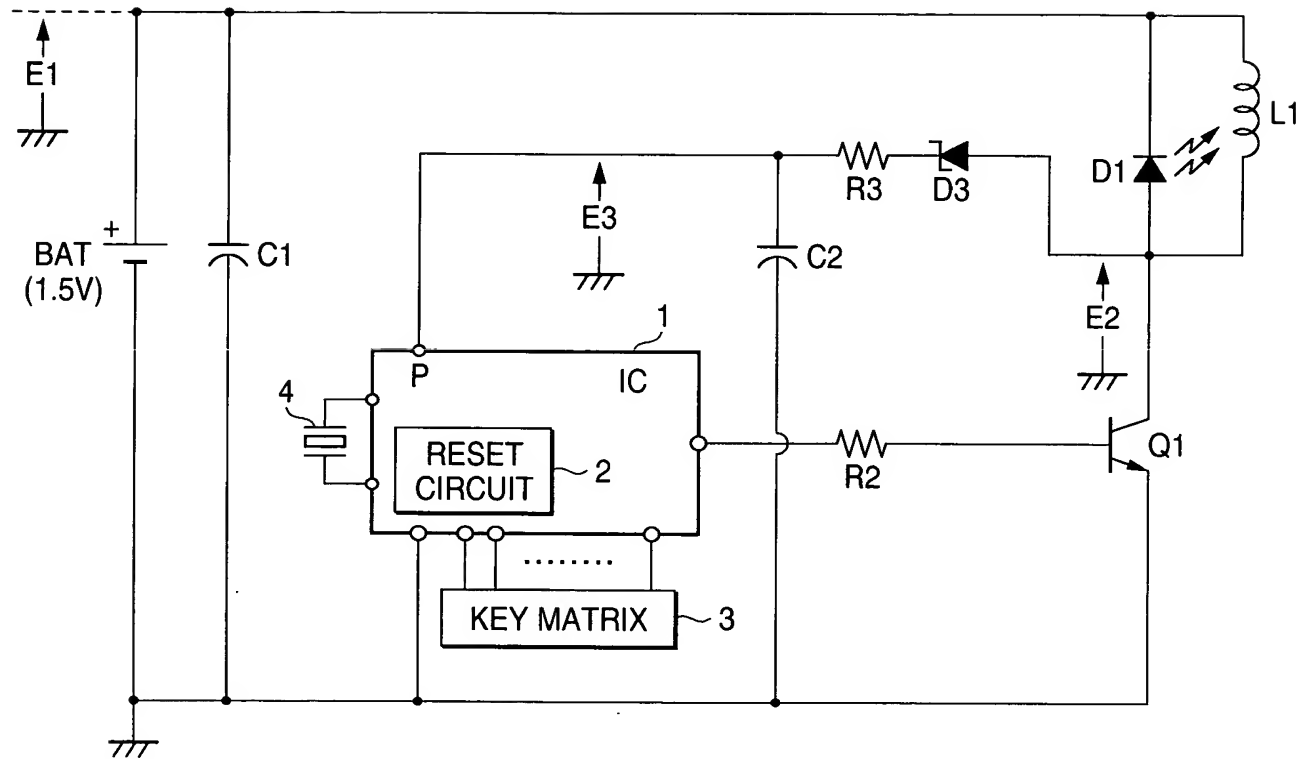 E1
L1
D1
R3
D3
E3
+
BAT
(1.5V)
C1
C2
E2
1
P
IC
4
RESET
CIRCUIT
2
R2
Q1
........
KEY MATRIX
3